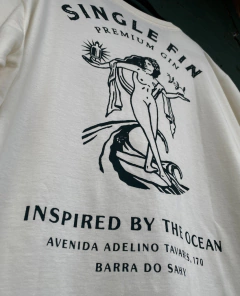 SINGLE FIN
PREMIUM GIN
INSPIRED BY THE OCEAN
AVENIDA ADELINO TAVARES, 170
BARRA DO SAHY